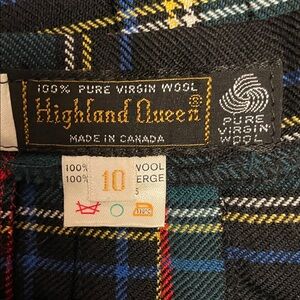 100% PURE VIRGIN WOOL
Highland Queen®
MADE IN CANADA
PURE
VIRGIN
WOOL
100% WOOL
100% ERGE
10